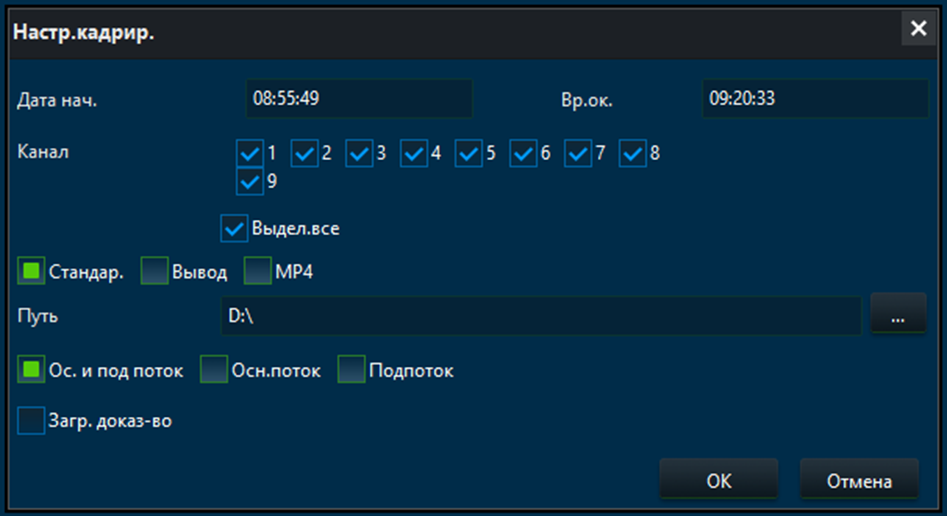 Настр.кадрир.
Дата нач. 08:55:49 Вр.ок. 09:20:33
Канал 1 2 3 4 5 6 7 8
9
Выдел.все
Стандар. Вывод MP4
Путь D:\ ...
Ос. и под поток Осн.поток Подпоток
Загр. доказ-во
OK Отмена